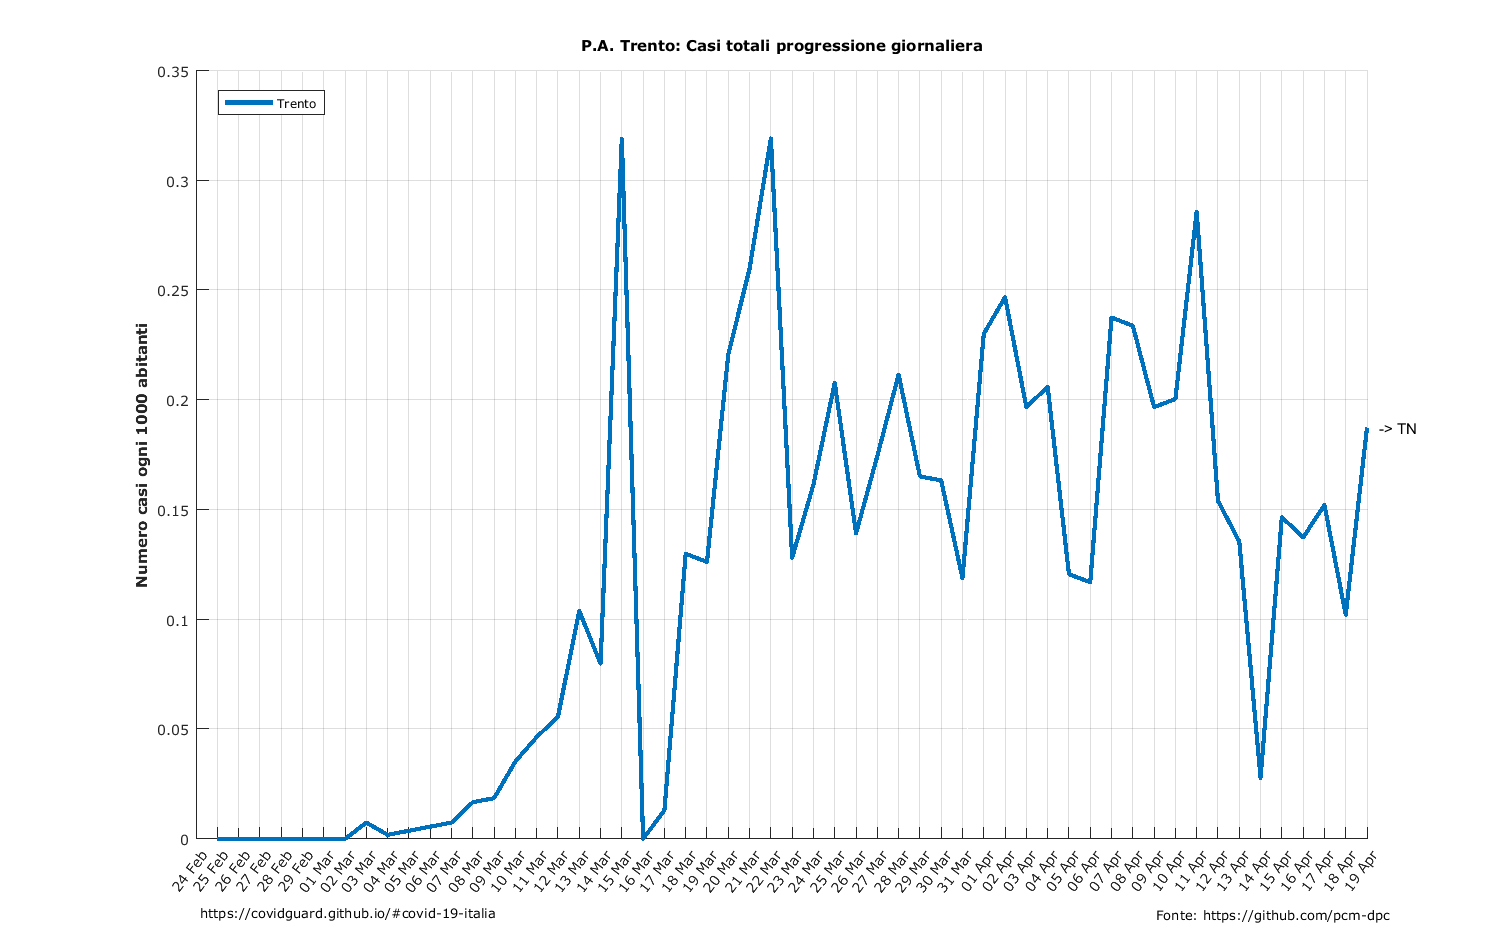 P.A. Trento: Casi totali progressione giornaliera
Trento
Numero casi ogni 1000 abitanti
0.35
0.3
0.25
0.2
0.15
0.1
0.05
0
-> TN
24 Feb
25 Feb
26 Feb
27 Feb
28 Feb
29 Feb
01 Mar
02 Mar
03 Mar
04 Mar
05 Mar
06 Mar
07 Mar
08 Mar
09 Mar
10 Mar
11 Mar
12 Mar
13 Mar
14 Mar
15 Mar
16 Mar
17 Mar
18 Mar
19 Mar
20 Mar
21 Mar
22 Mar
23 Mar
24 Mar
25 Mar
26 Mar
27 Mar
28 Mar
29 Mar
30 Mar
31 Mar
01 Apr
02 Apr
03 Apr
04 Apr
05 Apr
06 Apr
07 Apr
08 Apr
09 Apr
10 Apr
11 Apr
12 Apr
13 Apr
14 Apr
15 Apr
16 Apr
17 Apr
18 Apr
19 Apr
https://covidguard.github.io/#covid-19-italia
Fonte: https://github.com/pcm-dpc